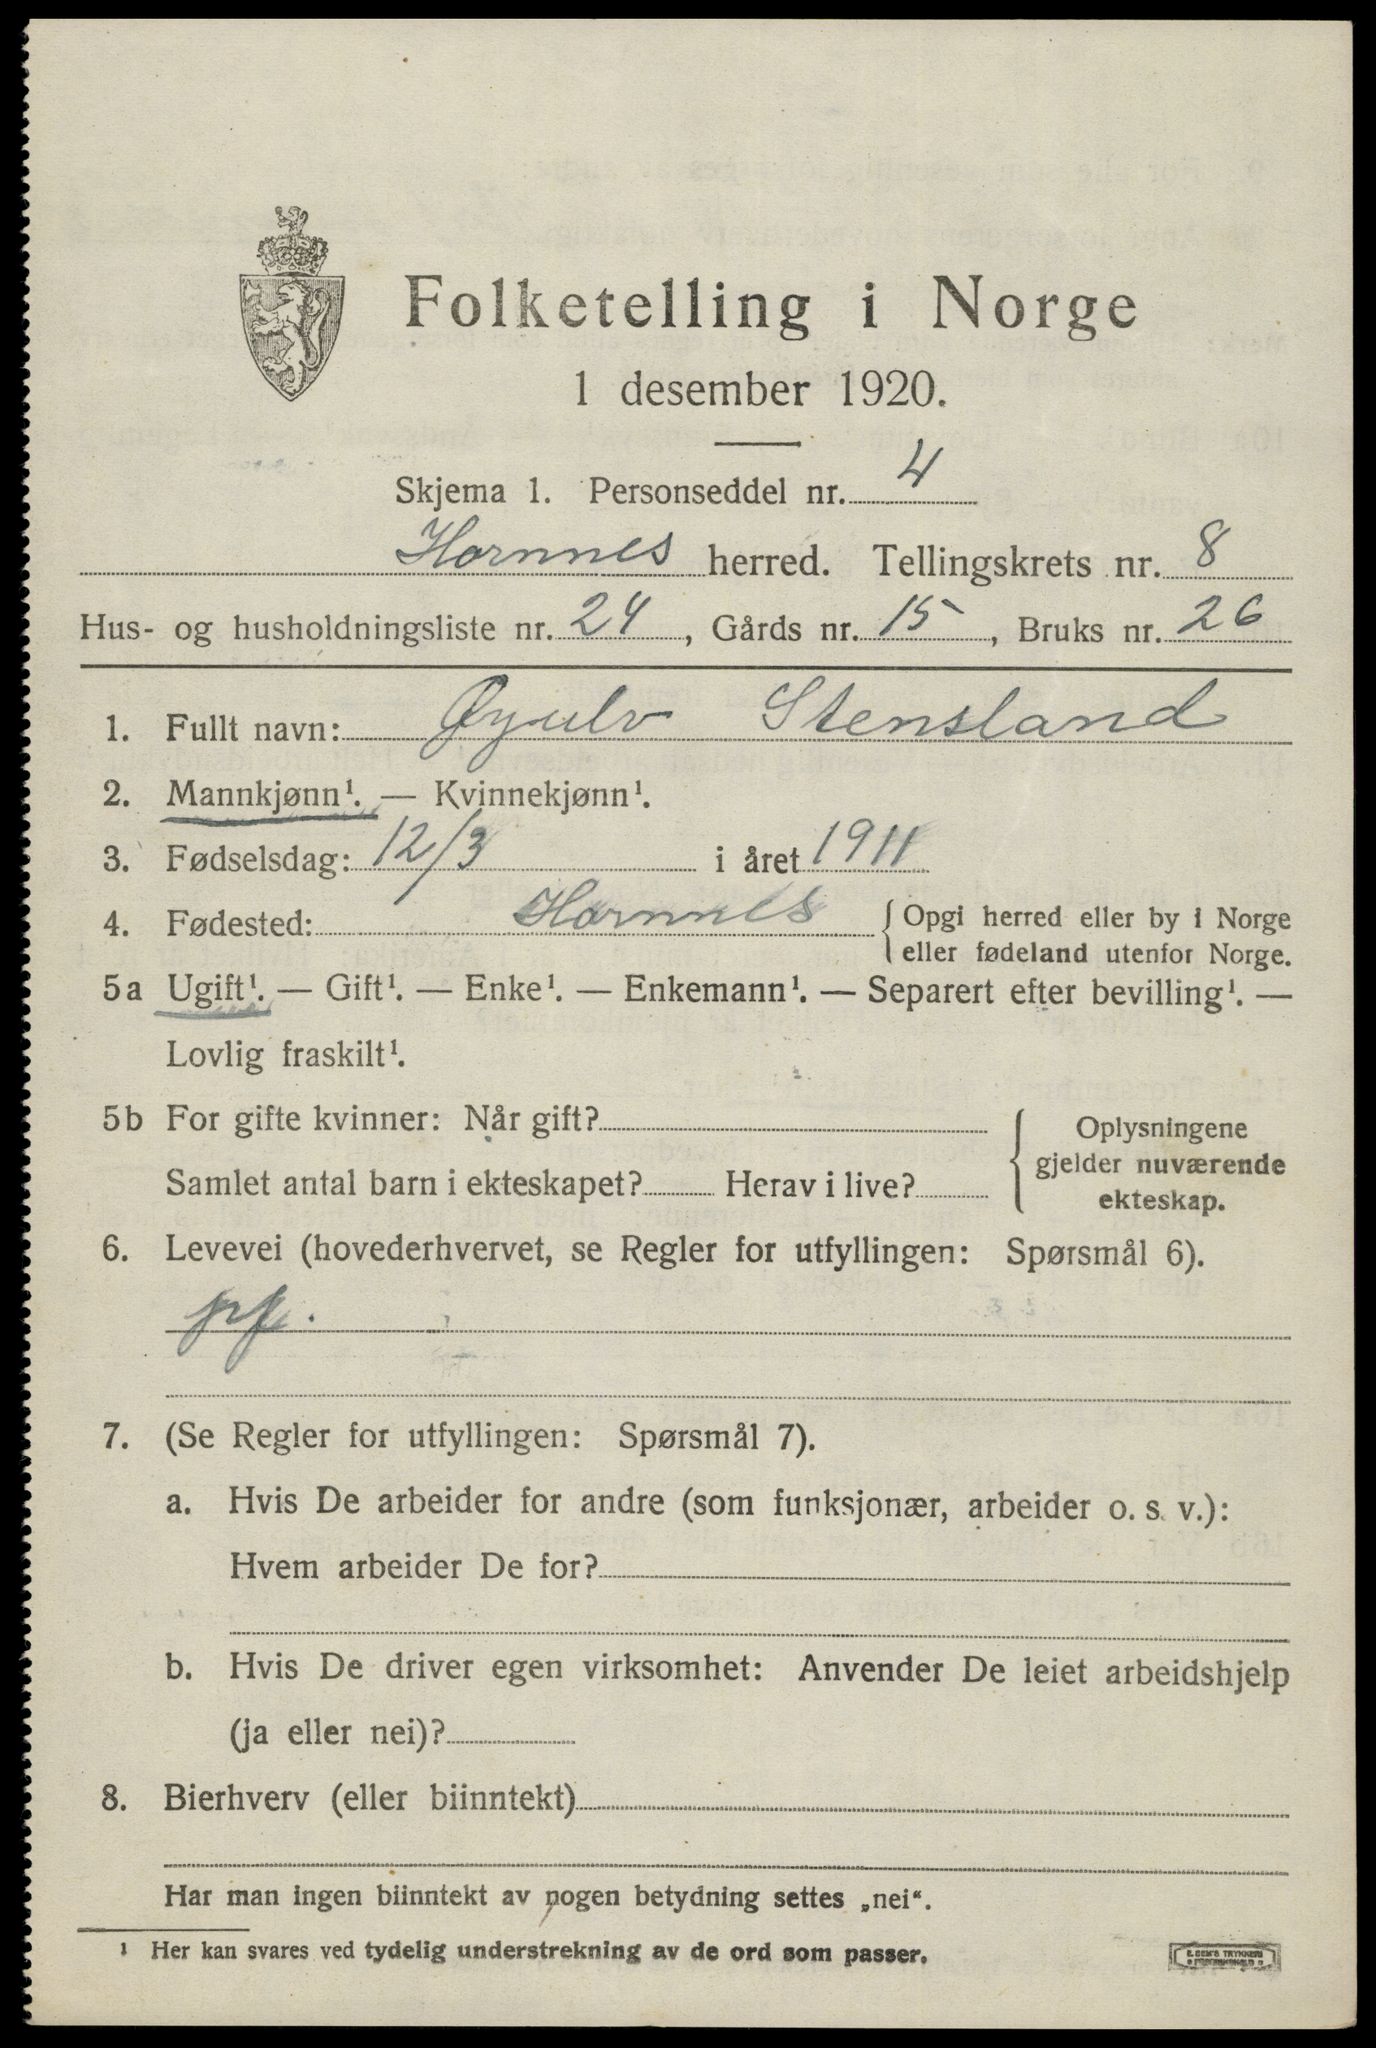 Folketelling i Norge
1 desember 1920.
Skjema 1. Personseddel nr. 4
Hornnes herred. Tellingskrets nr. 8
Hus- og husholdningsliste nr. 24, Gårds nr. 15, Bruks nr. 26
1. Fullt navn: Øyulv Stensland
2. Mannkjønn¹. — Kvinnekjønn¹.
3. Fødselsdag: 12/3 i året 1911
4. Fødested: Hornnes { Opgi herred eller by i Norge
eller fødeland utenfor Norge.
5a Ugift¹. — Gift¹. — Enke¹. — Enkemann¹. — Separert efter bevilling¹. —
Lovlig fraskilt¹.
5b For gifte kvinner: Når gift?
Samlet antal barn i ekteskapet? Herav i live?
{ Oplysningene
gjelder nuværende
ekteskap.
6. Levevei (hovederhvervet, se Regler for utfyllingen: Spørsmål 6).
pf.
7. (Se Regler for utfyllingen: Spørsmål 7).
a. Hvis De arbeider for andre (som funksjonær, arbeider o. s. v.):
Hvem arbeider De for?
b. Hvis De driver egen virksomhet: Anvender De leiet arbeidshjelp
(ja eller nei)?
8. Bierhverv (eller biinntekt)
Har man ingen biinntekt av nogen betydning settes „nei“.
¹ Her kan svares ved tydelig understrekning av de ord som passer.